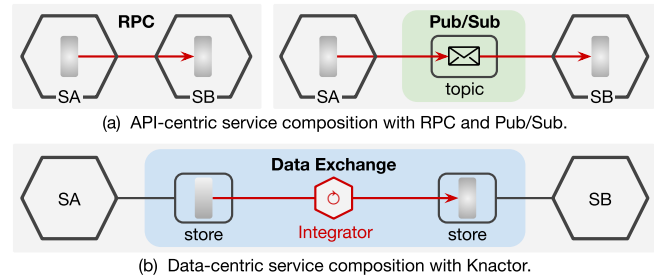 RPC
SA
SB
Pub/Sub
SA
topic
SB
(a) API-centric service composition with RPC and Pub/Sub.
Data Exchange
SA
store
Integrator
store
SB
(b) Data-centric service composition with Knactor.